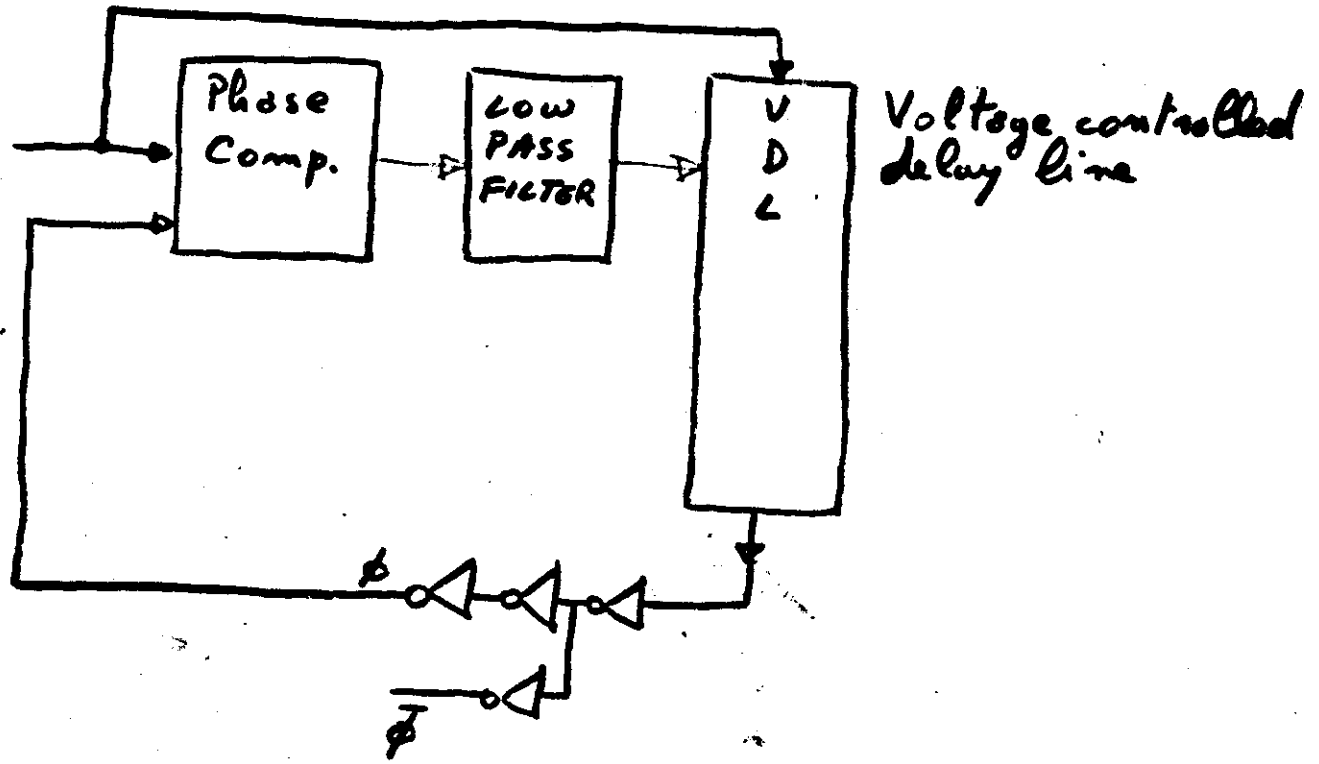 Phase
Comp.
LOW
PASS
FILTER
V
D
L
Voltage controlled
delay line
ϕ
ϕ̅